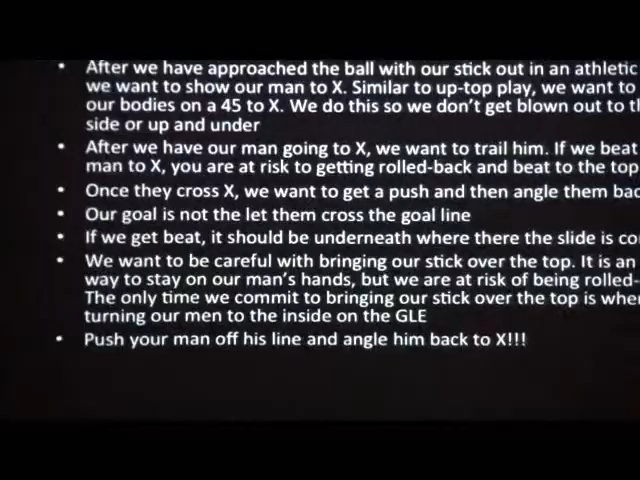 • After we have approached the ball with our stick out in an athletic
we want to show our man to X. Similar to up-top play, we want to
our bodies on a 45 to X. We do this so we don't get blown out to
side or up and under
• After we have our man going to X, we want to trail him. If we beat
man to X, you are at risk to getting rolled-back and beat to the top
• Once they cross X, we want to get a push and then angle them
• Our goal is not the let them cross the goal line
• If we get beat, it should be underneath where there the slide is
• We want to be careful with bringing our stick over the top. It is an
way to stay on our man's hands, but we are at risk of being rolled-
The only time we commit to bringing our stick over the top is
turning our men to the inside on the GLE
• Push your man off his line and angle him back to X!!!